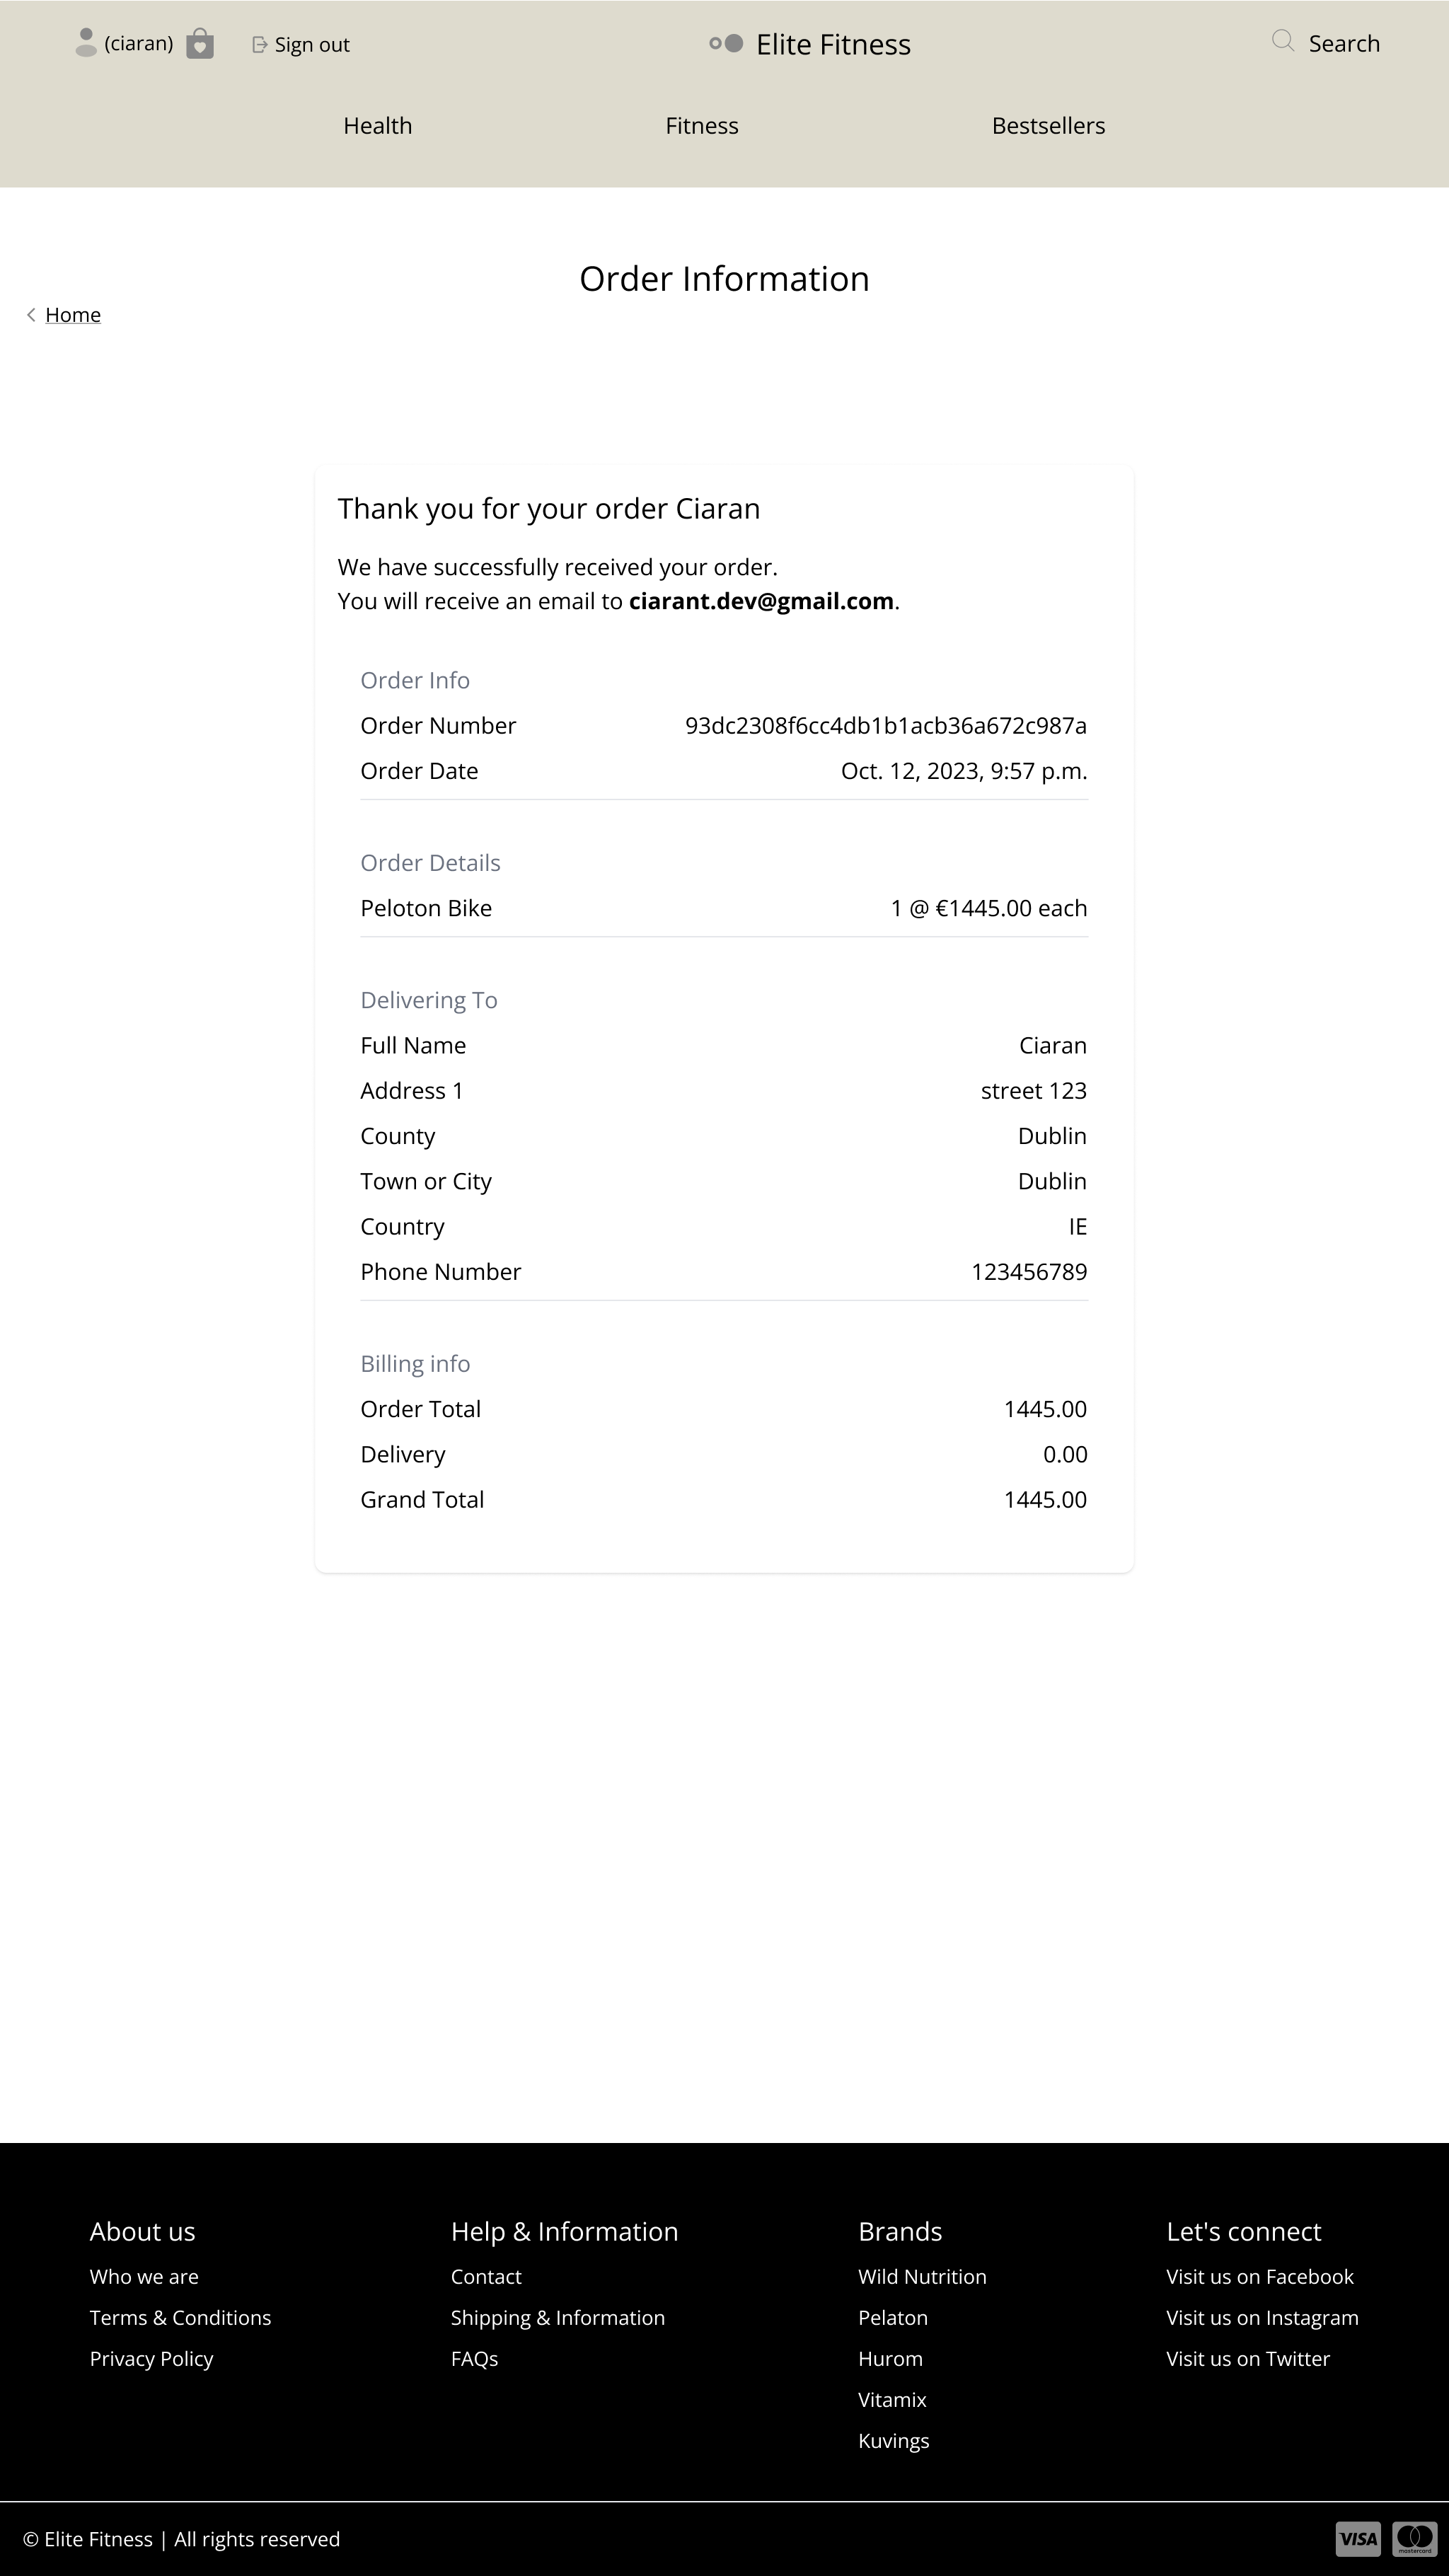 (ciaran) Sign out Elite Fitness Search
Health Fitness Bestsellers
Order Information
Home
Thank you for your order Ciaran
We have successfully received your order.
You will receive an email to ciarant.dev@gmail.com.
Order Info
Order Number 93dc2308f6cc4db1b1acb36a672c987a
Order Date Oct. 12, 2023, 9:57 p.m.
Order Details
Peloton Bike 1 @ €1445.00 each
Delivering To
Full Name Ciaran
Address 1 street 123
County Dublin
Town or City Dublin
Country IE
Phone Number 123456789
Billing info
Order Total 1445.00
Delivery 0.00
Grand Total 1445.00
About us
Who we are
Terms & Conditions
Privacy Policy
Help & Information
Contact
Shipping & Information
FAQs
Brands
Wild Nutrition
Pelaton
Hurom
Vitamix
Kuvings
Let's connect
Visit us on Facebook
Visit us on Instagram
Visit us on Twitter
© Elite Fitness | All rights reserved
VISA mastercard